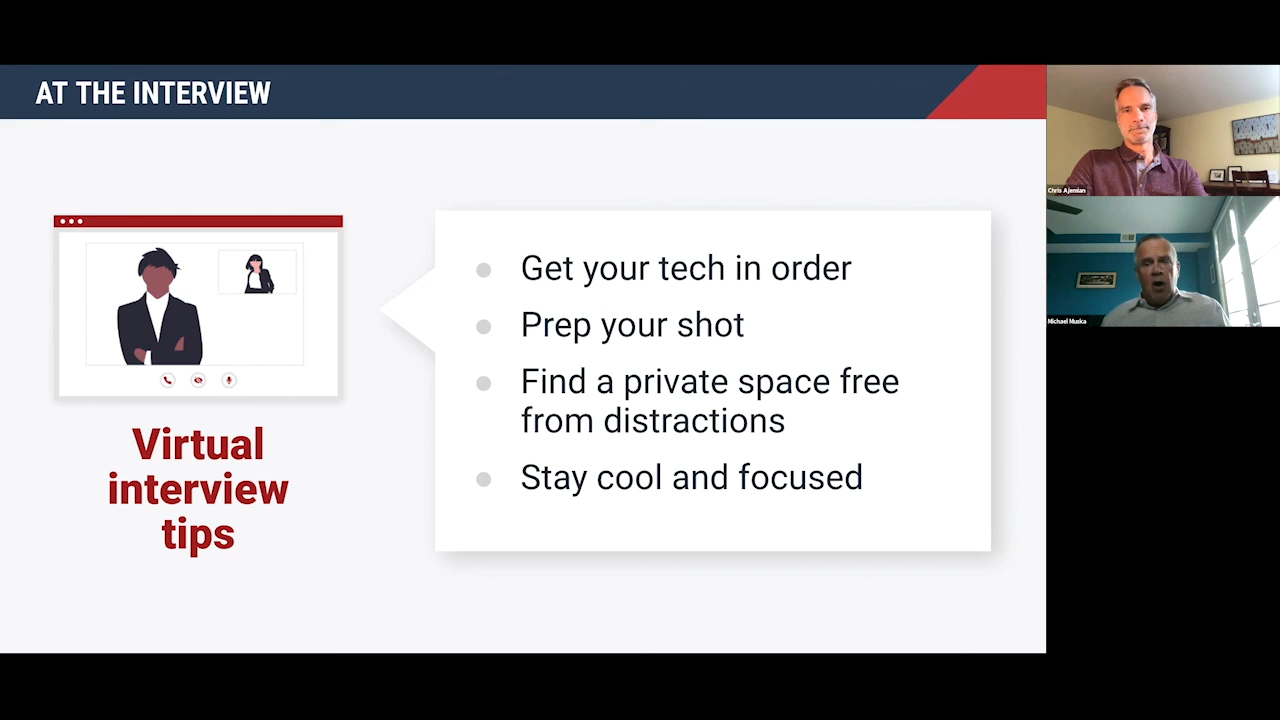 AT THE INTERVIEW
Virtual
interview
tips
Get your tech in order
Prep your shot
Find a private space free
from distractions
Stay cool and focused
Chris Ajemian
Michael Muska